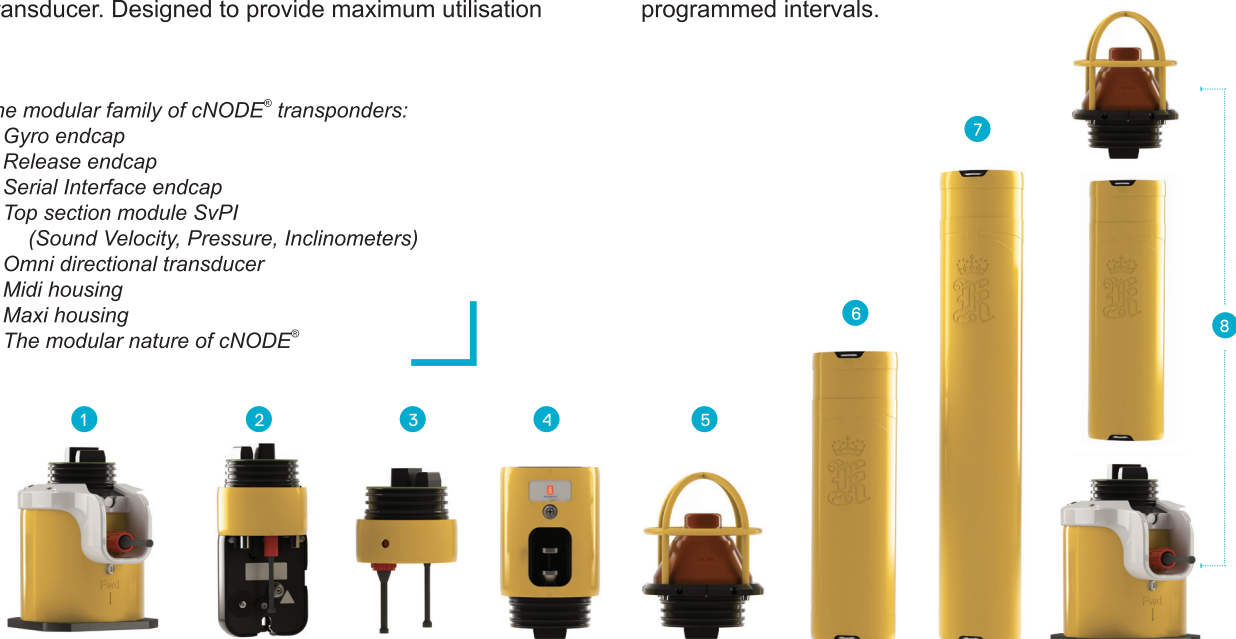 ransducer. Designed to provide maximum utilisation
programmed intervals.
he modular family of cNODE® transponders:
Gyro endcap
Release endcap
Serial Interface endcap
Top section module SvPI
(Sound Velocity, Pressure, Inclinometers)
Omni directional transducer
Midi housing
Maxi housing
The modular nature of cNODE®
7
8
6
1
2
3
4
5
Fwd
Fwd